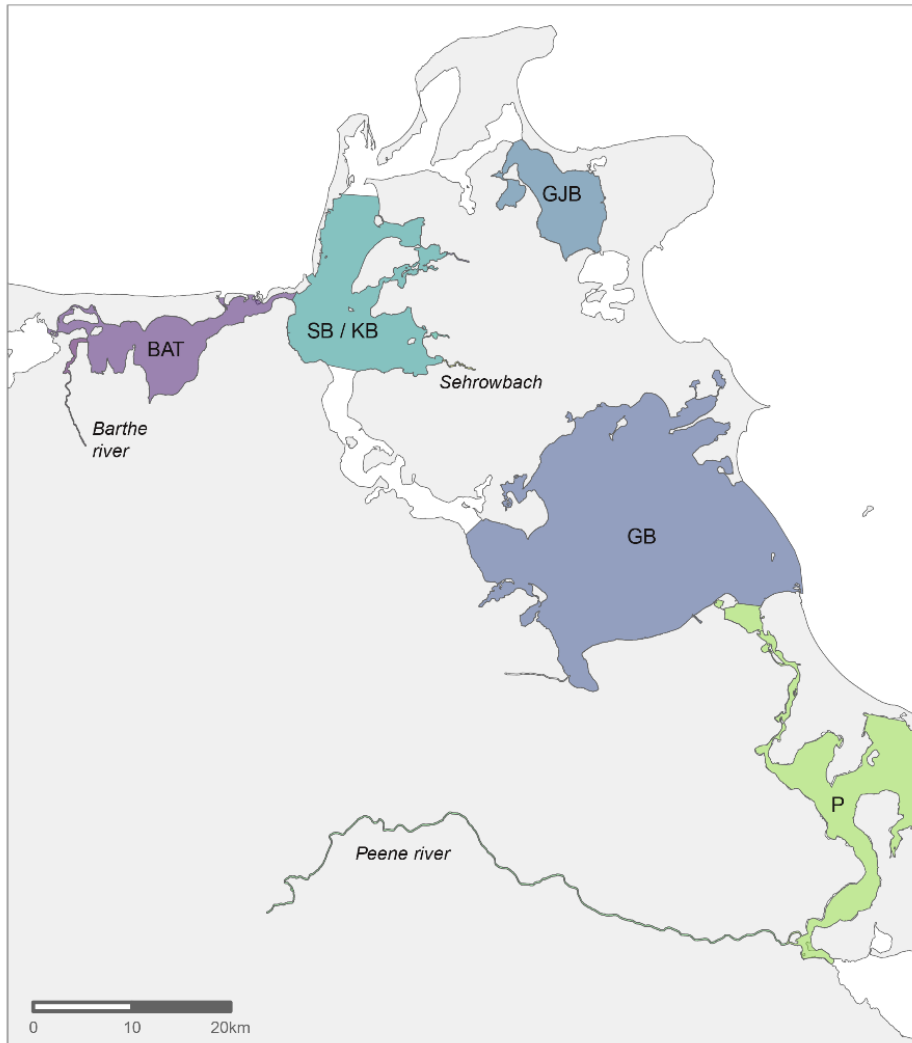 GJB
SB / KB
BAT
Sehrowbach
Barthe
river
GB
P
Peene river
0 10 20km